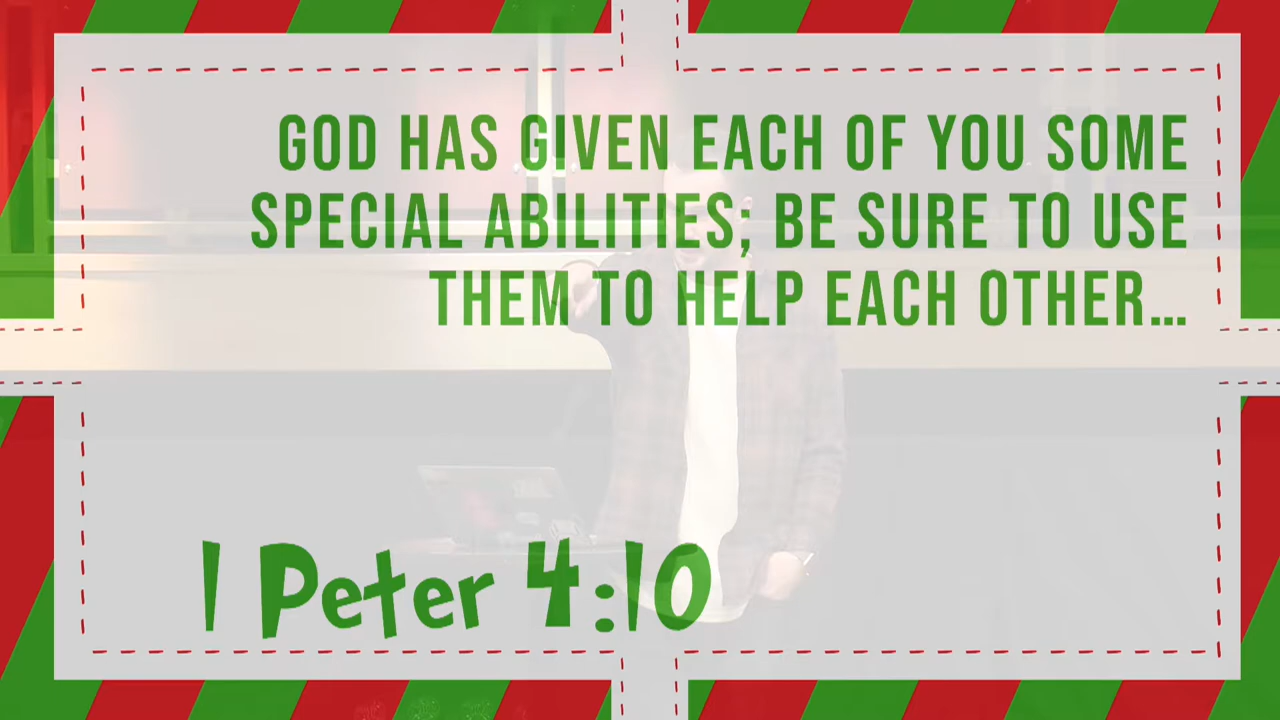 GOD HAS GIVEN EACH OF YOU SOME
SPECIAL ABILITIES; BE SURE TO USE
THEM TO HELP EACH OTHER...
1 Peter 4:10